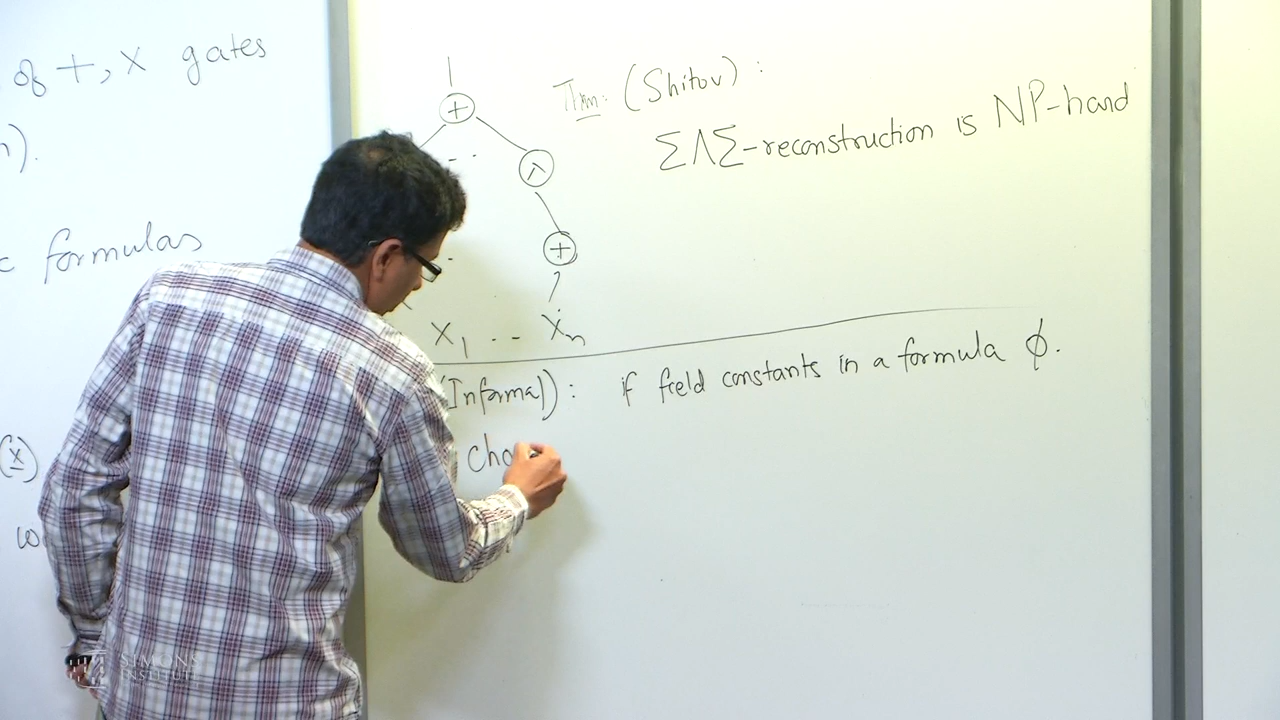 of +, X gates
n).
c formulas
(x)
wo
+
^
+
X1 ... Xn
Thm: (Shitov) :
ΣΛΣ-reconstruction is NP-hard
(Informal) : if field constants in a formula ϕ.
cho
SIMONS
INSTITUTE